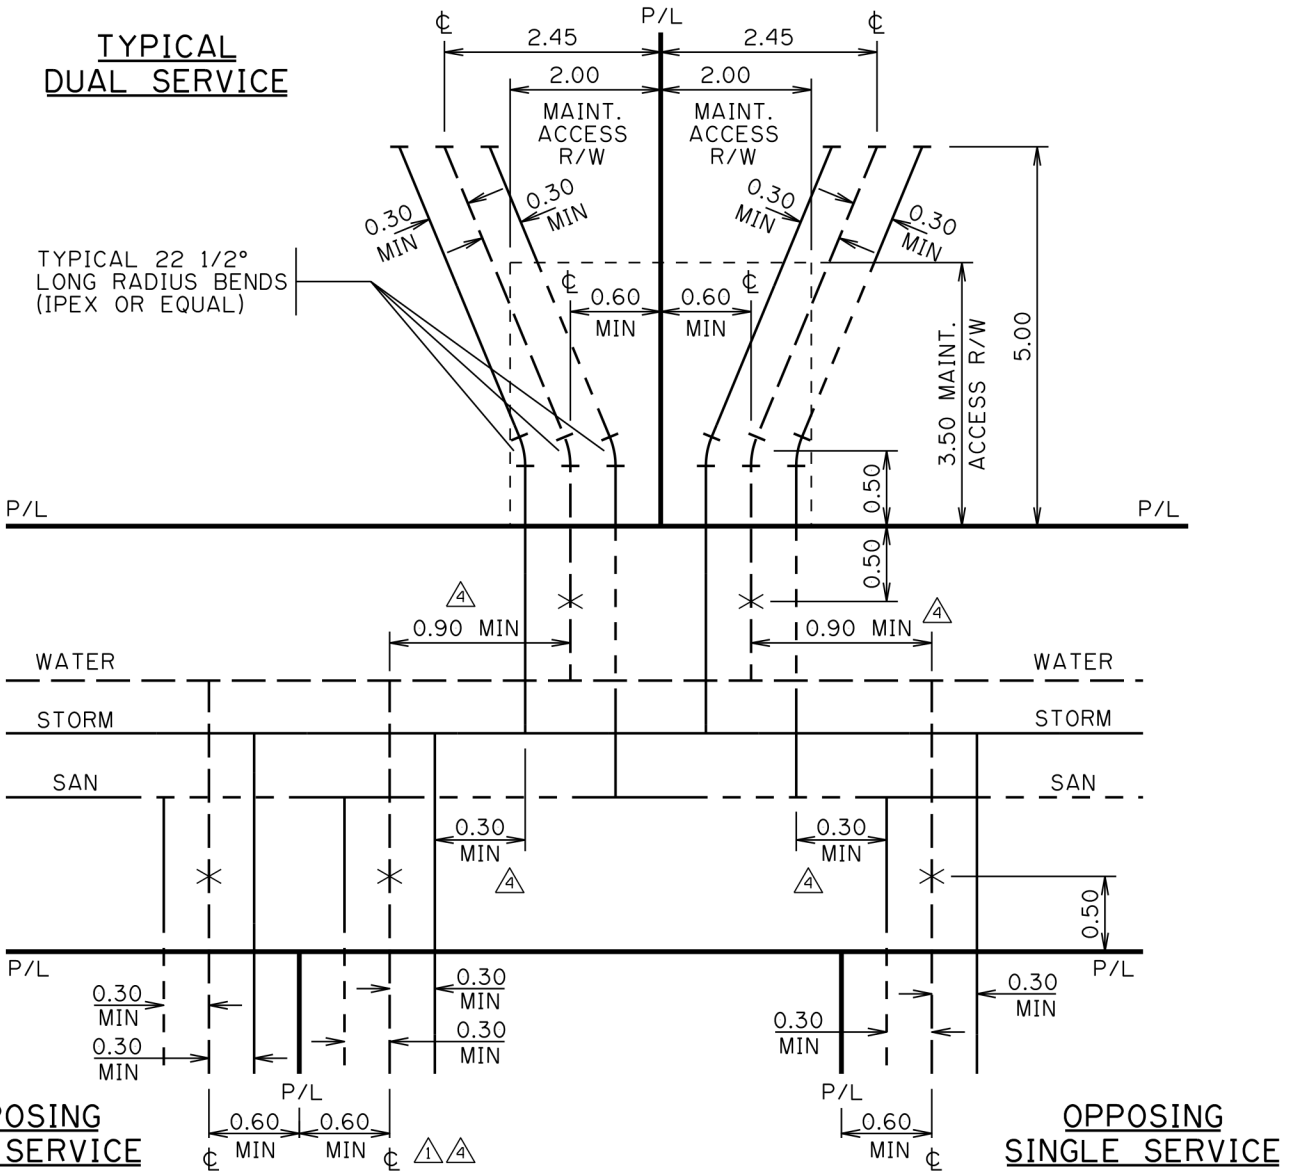 TYPICAL
DUAL SERVICE
℄
P/L
℄
2.45
2.45
2.00
2.00
MAINT.
ACCESS
R/W
MAINT.
ACCESS
R/W
0.30
MIN
0.30
MIN
0.30
MIN
0.30
MIN
TYPICAL 22 1/2°
LONG RADIUS BENDS
(IPEX OR EQUAL)
℄
℄
0.60
MIN
0.60
MIN
3.50 MAINT.
ACCESS R/W
5.00
0.50
P/L
P/L
0.50
4
4
0.90 MIN
0.90 MIN
WATER
WATER
STORM
STORM
SAN
SAN
0.30
MIN
0.30
MIN
4
4
0.50
P/L
P/L
0.30
MIN
0.30
MIN
0.30
MIN
0.30
MIN
0.30
MIN
0.30
MIN
P/L
P/L
0.60
MIN
0.60
MIN
0.60
MIN
℄
℄
1
4
℄
POSING
SERVICE
OPPOSING
SINGLE SERVICE